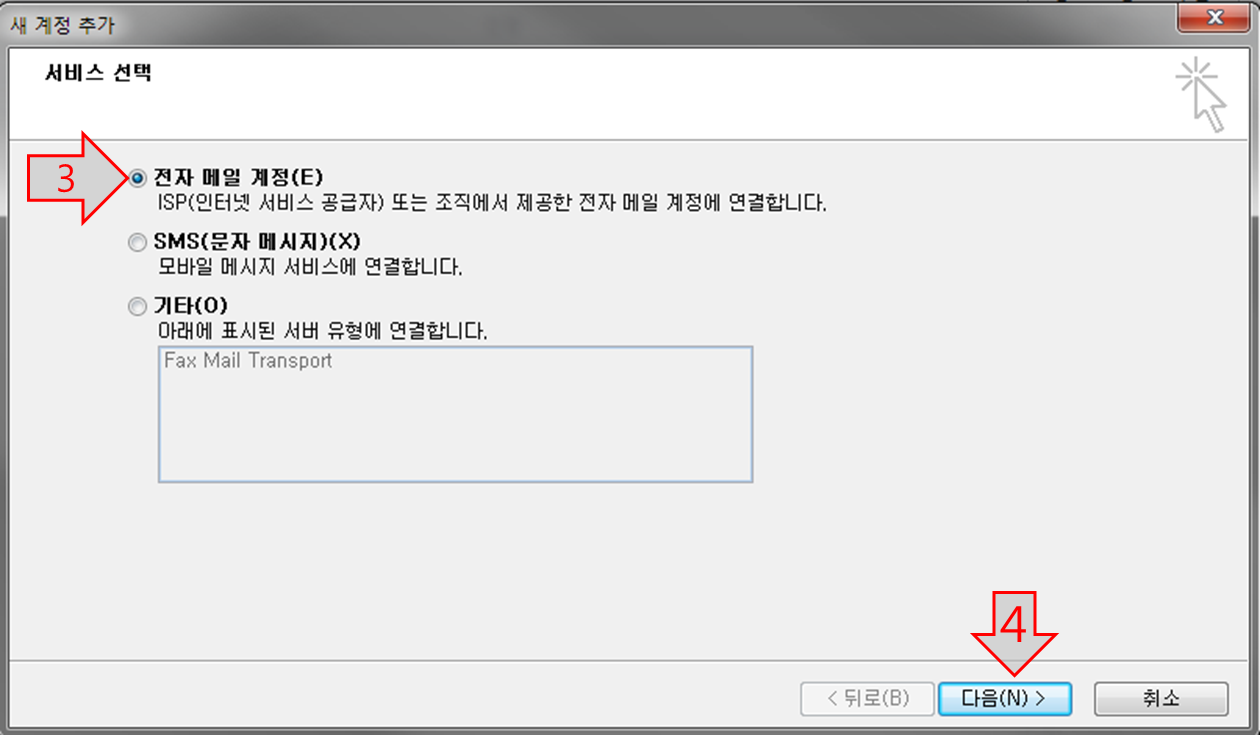 새 계정 추가
서비스 선택
3
전자 메일 계정(E)
ISP(인터넷 서비스 공급자) 또는 조직에서 제공한 전자 메일 계정에 연결합니다.
SMS(문자 메시지)(X)
모바일 메시지 서비스에 연결합니다.
기타(O)
아래에 표시된 서버 유형에 연결합니다.
Fax Mail Transport
4
< 뒤로(B) 다음(N) > 취소